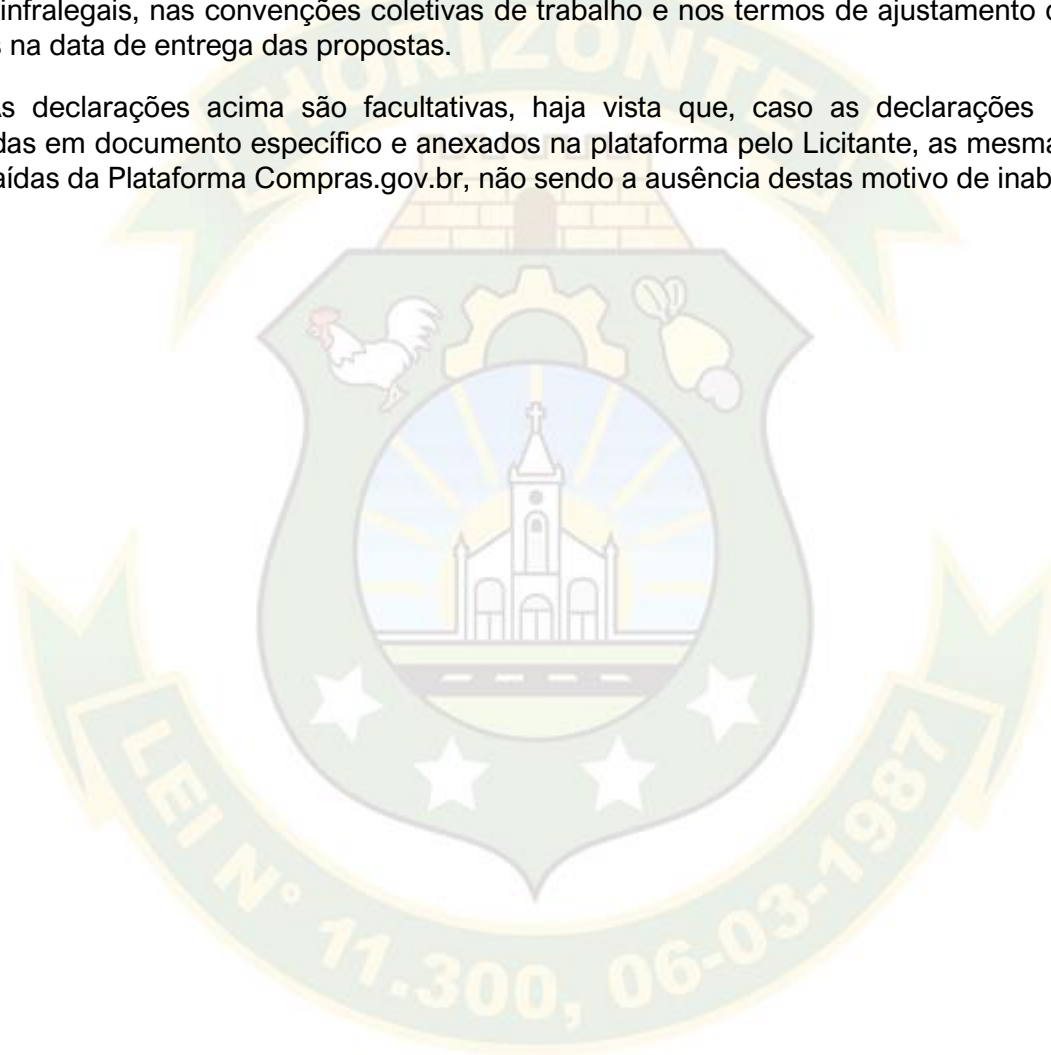 infralegais, nas convenções coletivas de trabalho e nos termos de ajustamento
na data de entrega das propostas.
s declarações acima são facultativas, haja vista que, caso as declarações
das em documento específico e anexados na plataforma pelo Licitante, as mesma
aídas da Plataforma Compras.gov.br, não sendo a ausência destas motivo de inab
HORIZONTE
LEI N° 11.300, 06-03-1987